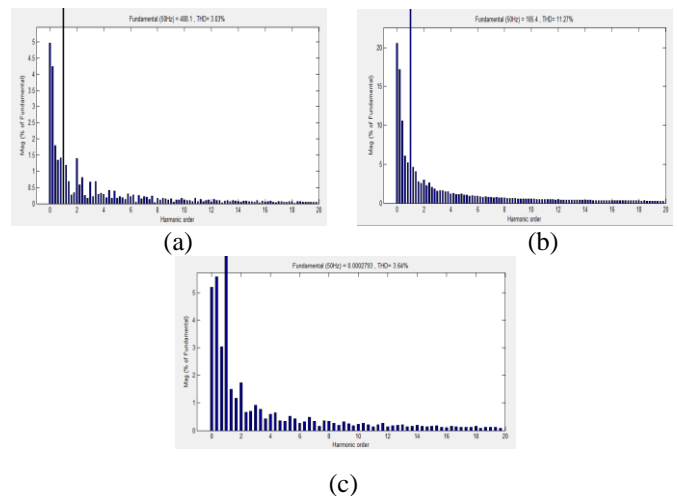 Fundamental (50Hz) = 488.1 , THD= 3.03%
Mag (% of Fundamental)
5
4.5
4
3.5
3
2.5
2
1.5
1
0.5
0
0 2 4 6 8 10 12 14 16 18 20
Harmonic order
(a)
Fundamental (50Hz) = 165.4 , THD= 11.27%
Mag (% of Fundamental)
20
15
10
5
0
0 2 4 6 8 10 12 14 16 18 20
Harmonic order
(b)
Fundamental (50Hz) = 0.0002793 , THD= 3.64%
Mag (% of Fundamental)
5
4
3
2
1
0
0 2 4 6 8 10 12 14 16 18 20
Harmonic order
(c)